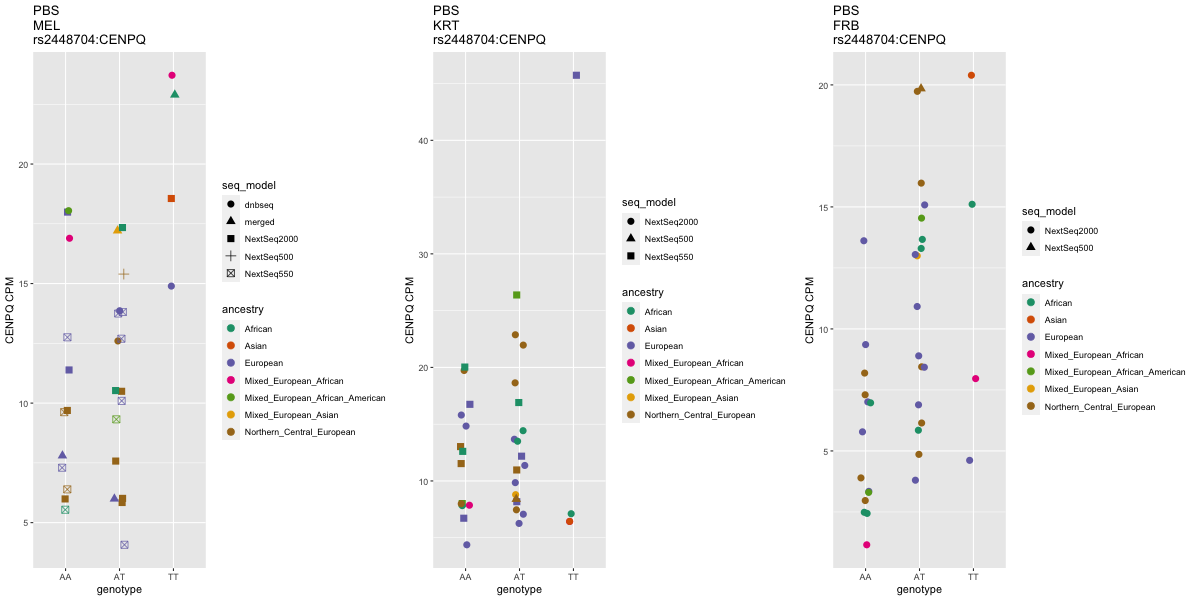 PBS
MEL
rs2448704:CENPQ
CENPQ CPM
20
15
10
5
AA
AT
TT
genotype
seq_model
dnbseq
merged
NextSeq2000
NextSeq500
NextSeq550
ancestry
African
Asian
European
Mixed_European_African
Mixed_European_African_American
Mixed_European_Asian
Northern_Central_European
PBS
KRT
rs2448704:CENPQ
CENPQ CPM
40
30
20
10
AA
AT
TT
genotype
seq_model
NextSeq2000
NextSeq500
NextSeq550
ancestry
African
Asian
European
Mixed_European_African
Mixed_European_African_American
Mixed_European_Asian
Northern_Central_European
PBS
FRB
rs2448704:CENPQ
CENPQ CPM
20
15
10
5
AA
AT
TT
genotype
seq_model
NextSeq2000
NextSeq500
ancestry
African
Asian
European
Mixed_European_African
Mixed_European_African_American
Mixed_European_Asian
Northern_Central_European